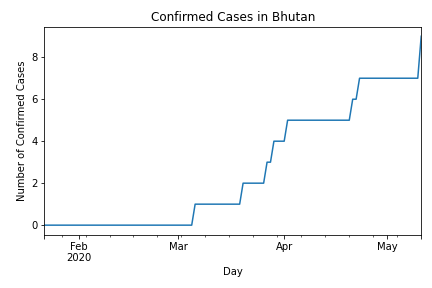 Confirmed Cases in Bhutan
Number of Confirmed Cases
8
6
4
2
0
Feb Mar Apr May
2020
Day